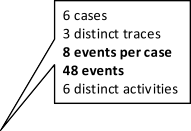 6 cases
3 distinct traces
8 events per case
48 events
6 distinct activities